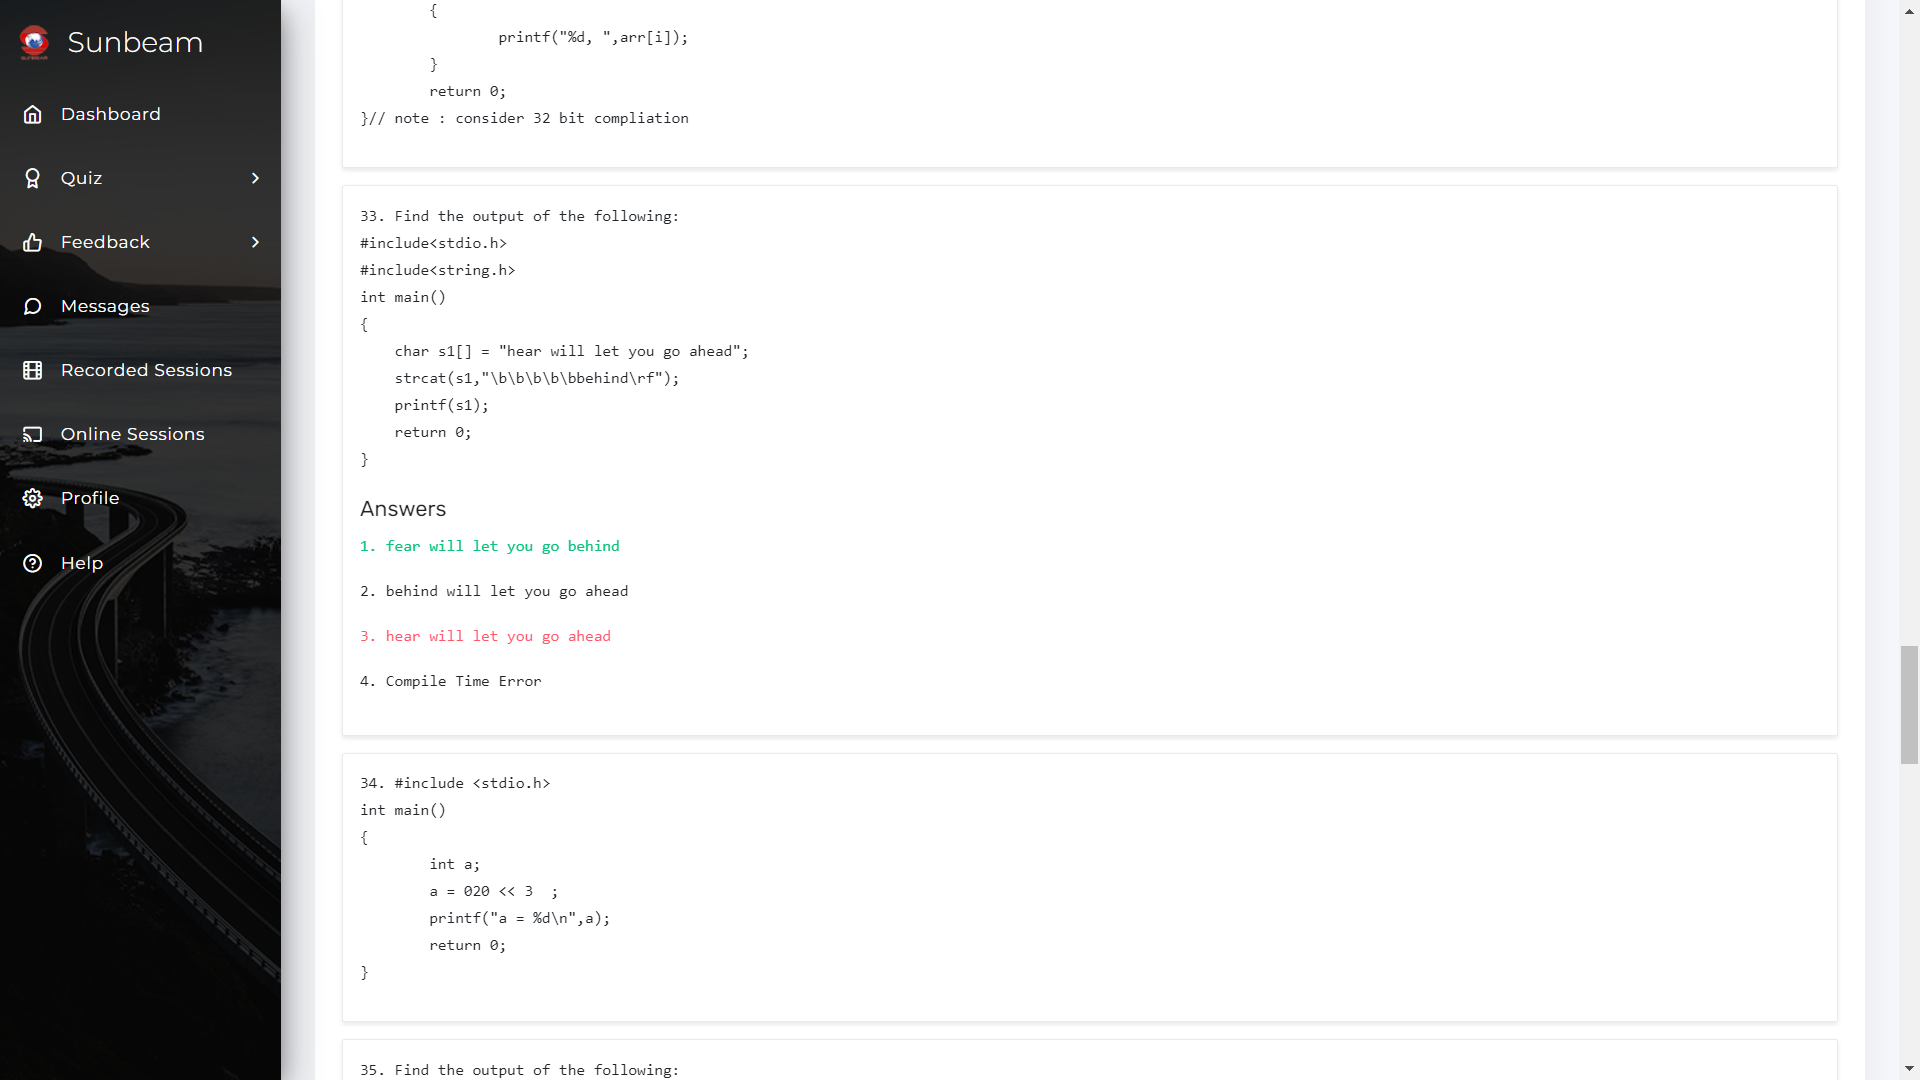 Sunbeam
Dashboard
Quiz
Feedback
Messages
Recorded Sessions
Online Sessions
Profile
Help
{
printf("%d, ",arr[i]);
}
return 0;
}// note : consider 32 bit compliation
33. Find the output of the following:
#include<stdio.h>
#include<string.h>
int main()
{
char s1[] = "hear will let you go ahead";
strcat(s1,"\b\b\b\b\bbehind\rf");
printf(s1);
return 0;
}
Answers
1. fear will let you go behind
2. behind will let you go ahead
3. hear will let you go ahead
4. Compile Time Error
34. #include <stdio.h>
int main()
{
int a;
a = 020 << 3  ;
printf("a = %d\n",a);
return 0;
}
35. Find the output of the following: